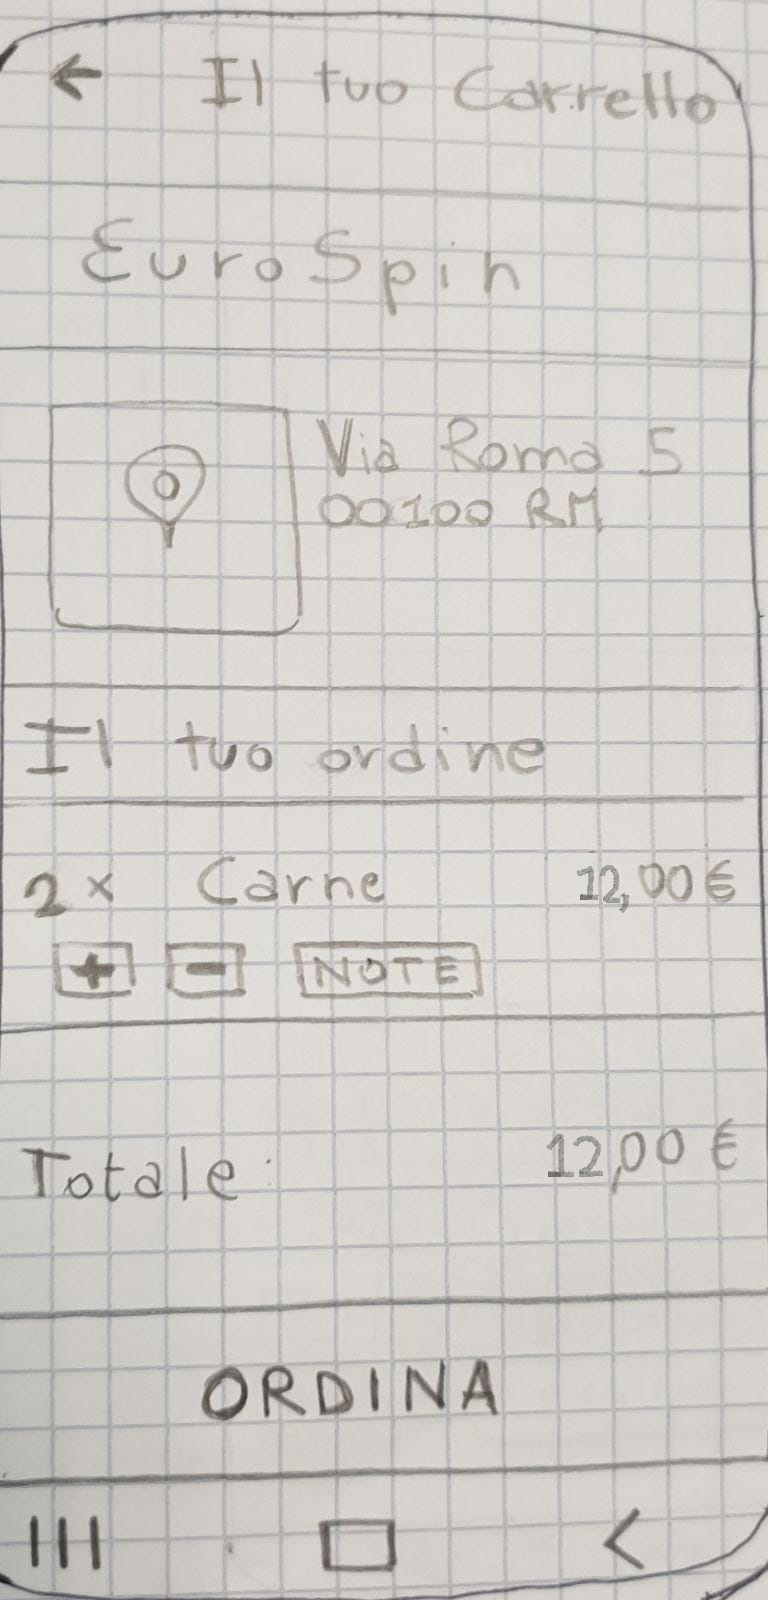 ← Il tuo Carrello
EuroSpin
Via Roma 5
00100 RM
Il tuo ordine
2x Carne 12,00€
+ - NOTE
Totale: 12,00 €
ORDINA